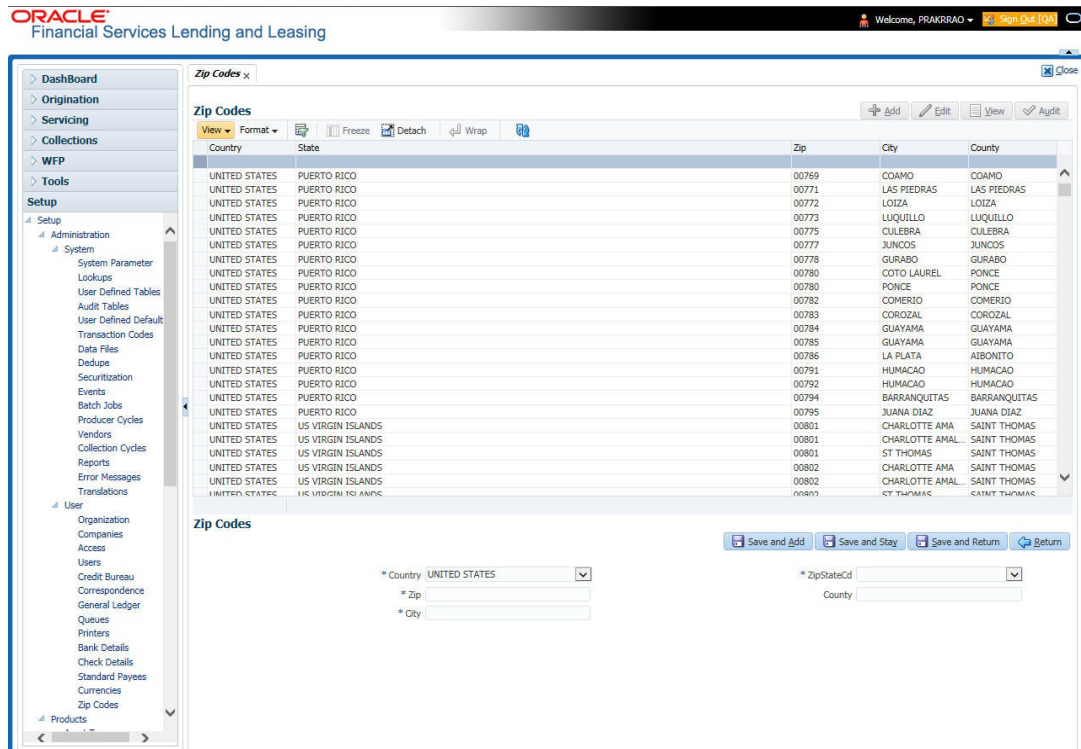 ORACLE
Welcome, PRAKRRAO
Sign Out [QA]
Financial Services Lending and Leasing
DashBoard
Origination
Servicing
Collections
WFP
Tools
Setup
Setup
Administration
System
System Parameter
Lookups
User Defined Tables
Audit Tables
User Defined Default
Transaction Codes
Data Files
Dedupe
Securitization
Events
Batch Jobs
Producer Cycles
Vendors
Collection Cycles
Reports
Error Messages
Translations
User
Organization
Companies
Access
Users
Credit Bureau
Correspondence
General Ledger
Queues
Printers
Bank Details
Check Details
Standard Payees
Currencies
Zip Codes
Products
Zip Codes x
Close
Zip Codes
Add Edit View Audit
View Format Freeze Detach Wrap
Country State Zip City County
UNITED STATES PUERTO RICO 00769 COAMO COAMO
UNITED STATES PUERTO RICO 00771 LAS PIEDRAS LAS PIEDRAS
UNITED STATES PUERTO RICO 00772 LOIZA LOIZA
UNITED STATES PUERTO RICO 00773 LUQUILLO LUQUILLO
UNITED STATES PUERTO RICO 00775 CULEBRA CULEBRA
UNITED STATES PUERTO RICO 00777 JUNCOS JUNCOS
UNITED STATES PUERTO RICO 00778 GURABO GURABO
UNITED STATES PUERTO RICO 00780 COTO LAUREL PONCE
UNITED STATES PUERTO RICO 00780 PONCE PONCE
UNITED STATES PUERTO RICO 00782 COMERIO COMERIO
UNITED STATES PUERTO RICO 00783 COROZAL COROZAL
UNITED STATES PUERTO RICO 00784 GUAYAMA GUAYAMA
UNITED STATES PUERTO RICO 00785 GUAYAMA GUAYAMA
UNITED STATES PUERTO RICO 00786 LA PLATA AIBONITO
UNITED STATES PUERTO RICO 00791 HUMACAO HUMACAO
UNITED STATES PUERTO RICO 00792 HUMACAO HUMACAO
UNITED STATES PUERTO RICO 00794 BARRANQUITAS BARRANQUITAS
UNITED STATES PUERTO RICO 00795 JUANA DIAZ JUANA DIAZ
UNITED STATES US VIRGIN ISLANDS 00801 CHARLOTTE AMA SAINT THOMAS
UNITED STATES US VIRGIN ISLANDS 00801 CHARLOTTE AMAL... SAINT THOMAS
UNITED STATES US VIRGIN ISLANDS 00801 ST THOMAS SAINT THOMAS
UNITED STATES US VIRGIN ISLANDS 00802 CHARLOTTE AMA SAINT THOMAS
UNITED STATES US VIRGIN ISLANDS 00802 CHARLOTTE AMAL... SAINT THOMAS
UNITED STATES US VIRGIN ISLANDS 00802 ST THOMAS SAINT THOMAS
Zip Codes
Save and Add Save and Stay Save and Return Return
* Country UNITED STATES
* Zip
* City
* ZipStateCd
County